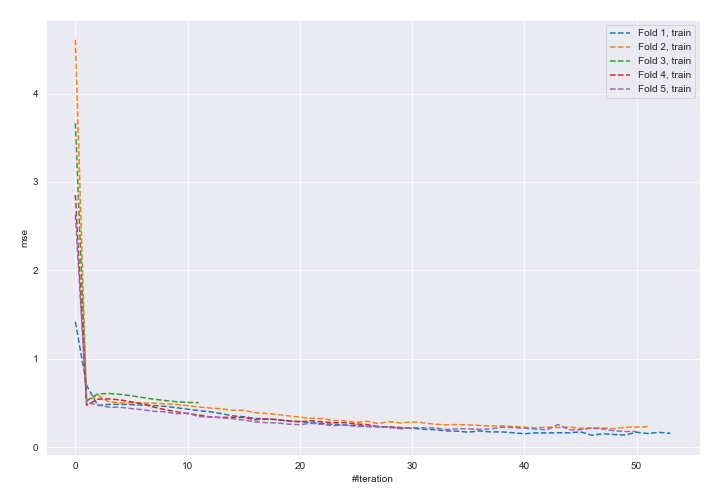 Fold 1, train
Fold 2, train
Fold 3, train
Fold 4, train
Fold 5, train
4
3
2
1
0
mse
0
10
20
30
40
50
#Iteration